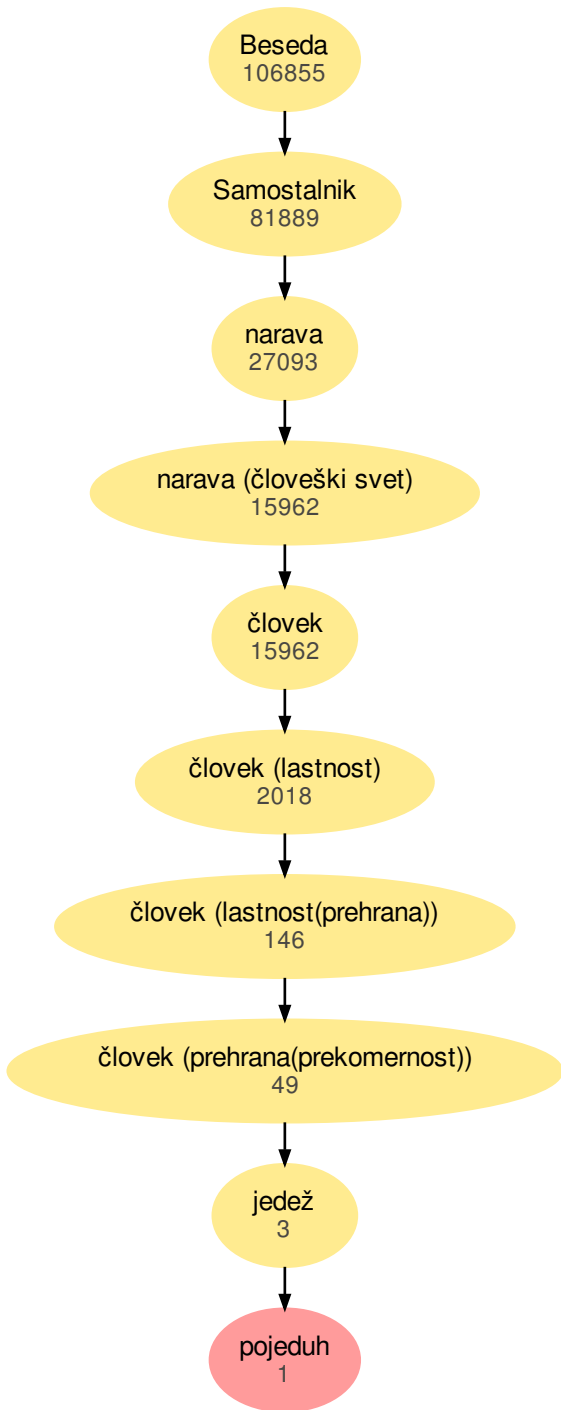 Beseda
106855
Samostalnik
81889
narava
27093
narava (človeški svet)
15962
človek
15962
človek (lastnost)
2018
človek (lastnost(prehrana))
146
človek (prehrana(prekomernost))
49
jedež
3
pojeduh
1